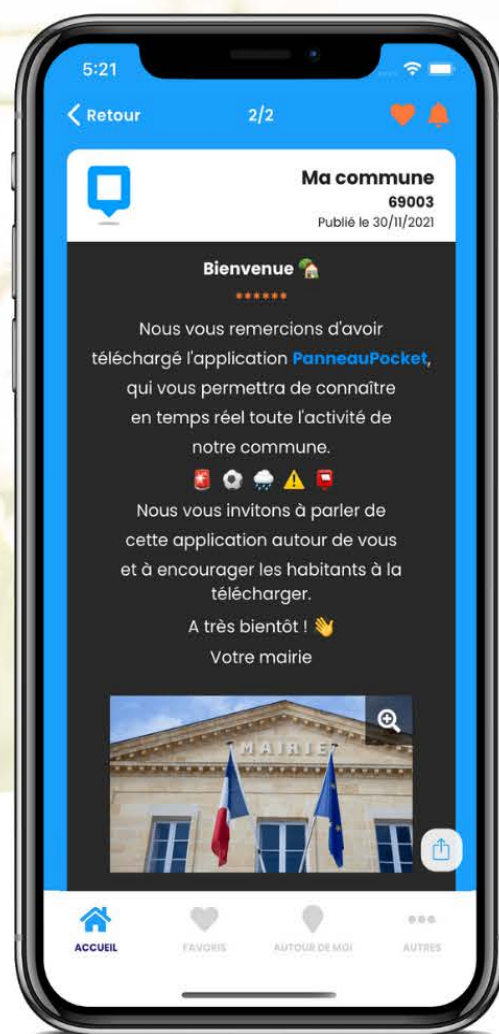 5:21
Retour
2/2
Ma commune
69003
Publié le 30/11/2021
Bienvenue 🏡
******
Nous vous remercions d'avoir
téléchargé l'application PanneauPocket,
qui vous permettra de connaître
en temps réel toute l'activité de
notre commune.
🚨 ⚽ 🌧️ ⚠️ 📮
Nous vous invitons à parler de
cette application autour de vous
et à encourager les habitants à la
télécharger.
A très bientôt ! 👋
Votre mairie
MAIRIE
ACCUEIL
FAVORIS
AUTOUR DE MOI
AUTRES